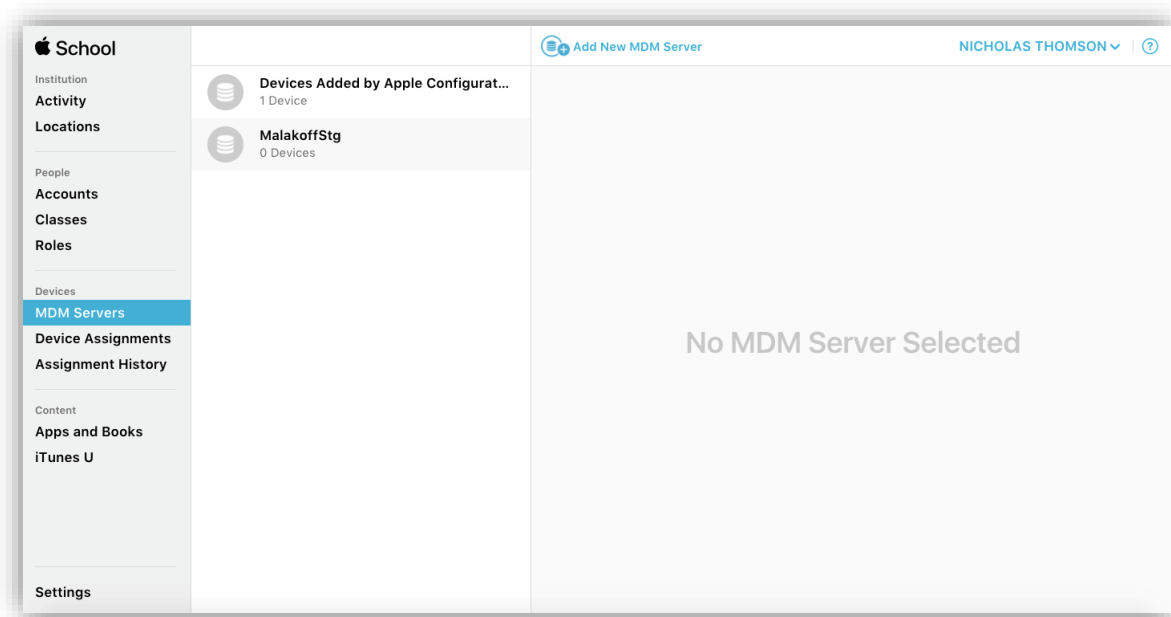 School
Institution
Activity
Locations
People
Accounts
Classes
Roles
Devices
MDM Servers
Device Assignments
Assignment History
Content
Apps and Books
iTunes U
Settings
Devices Added by Apple Configurat...
1 Device
MalakoffStg
0 Devices
Add New MDM Server
NICHOLAS THOMSON
?
No MDM Server Selected